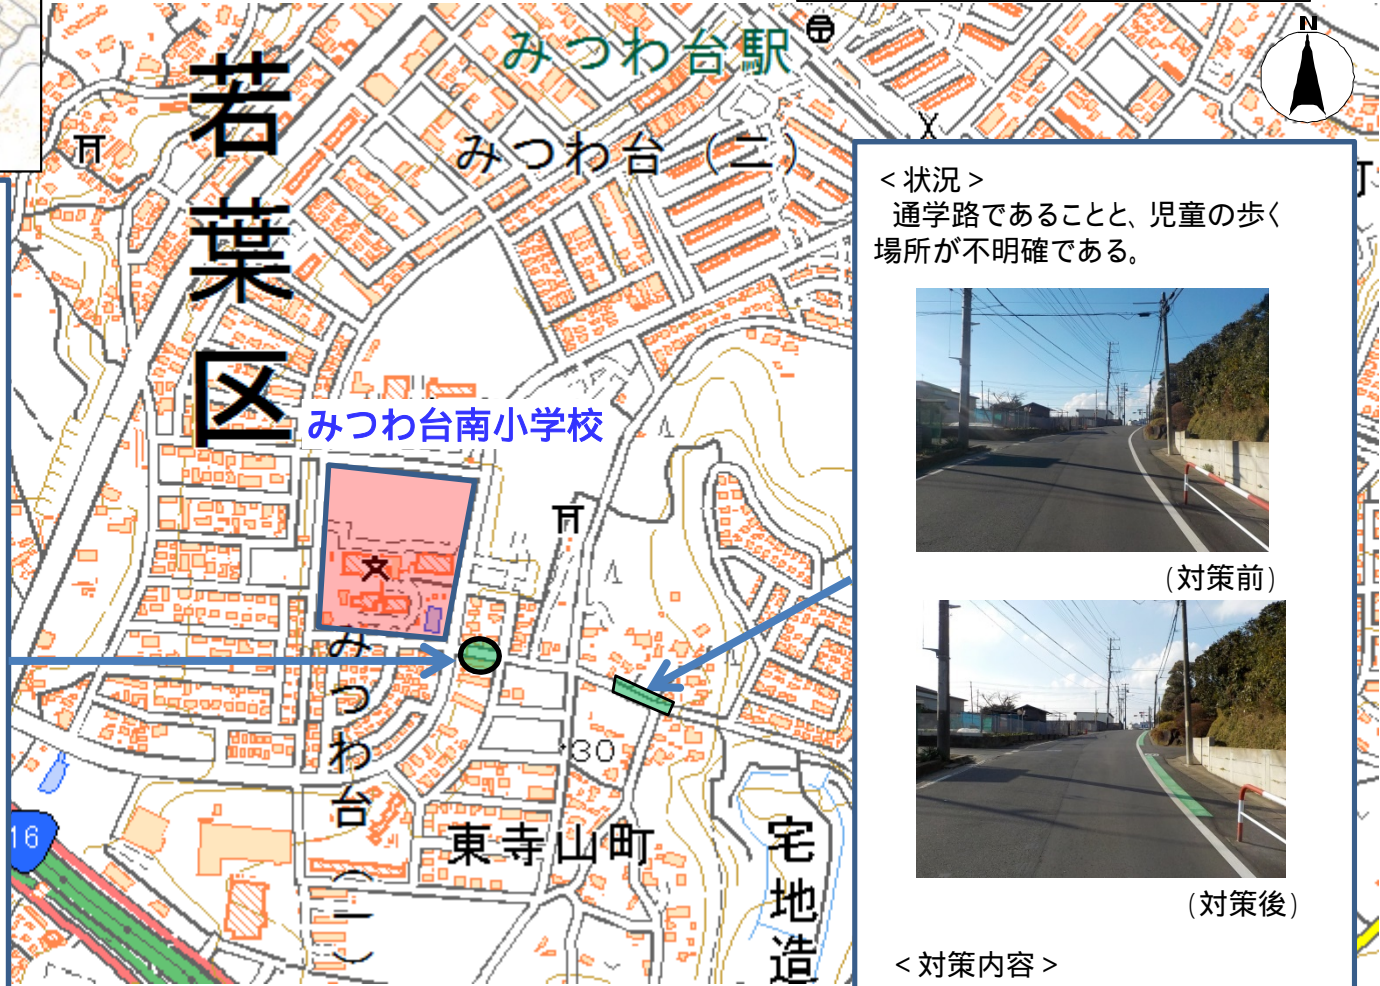 N
みつわ台駅
みつわ台（二）
若葉区
みつわ台南小学校
みつわ台（一）
30
東寺山町
宅地造
16
＜状況＞
通学路であることと、児童の歩く
場所が不明確である。
(対策前)
(対策後)
＜対策内容＞